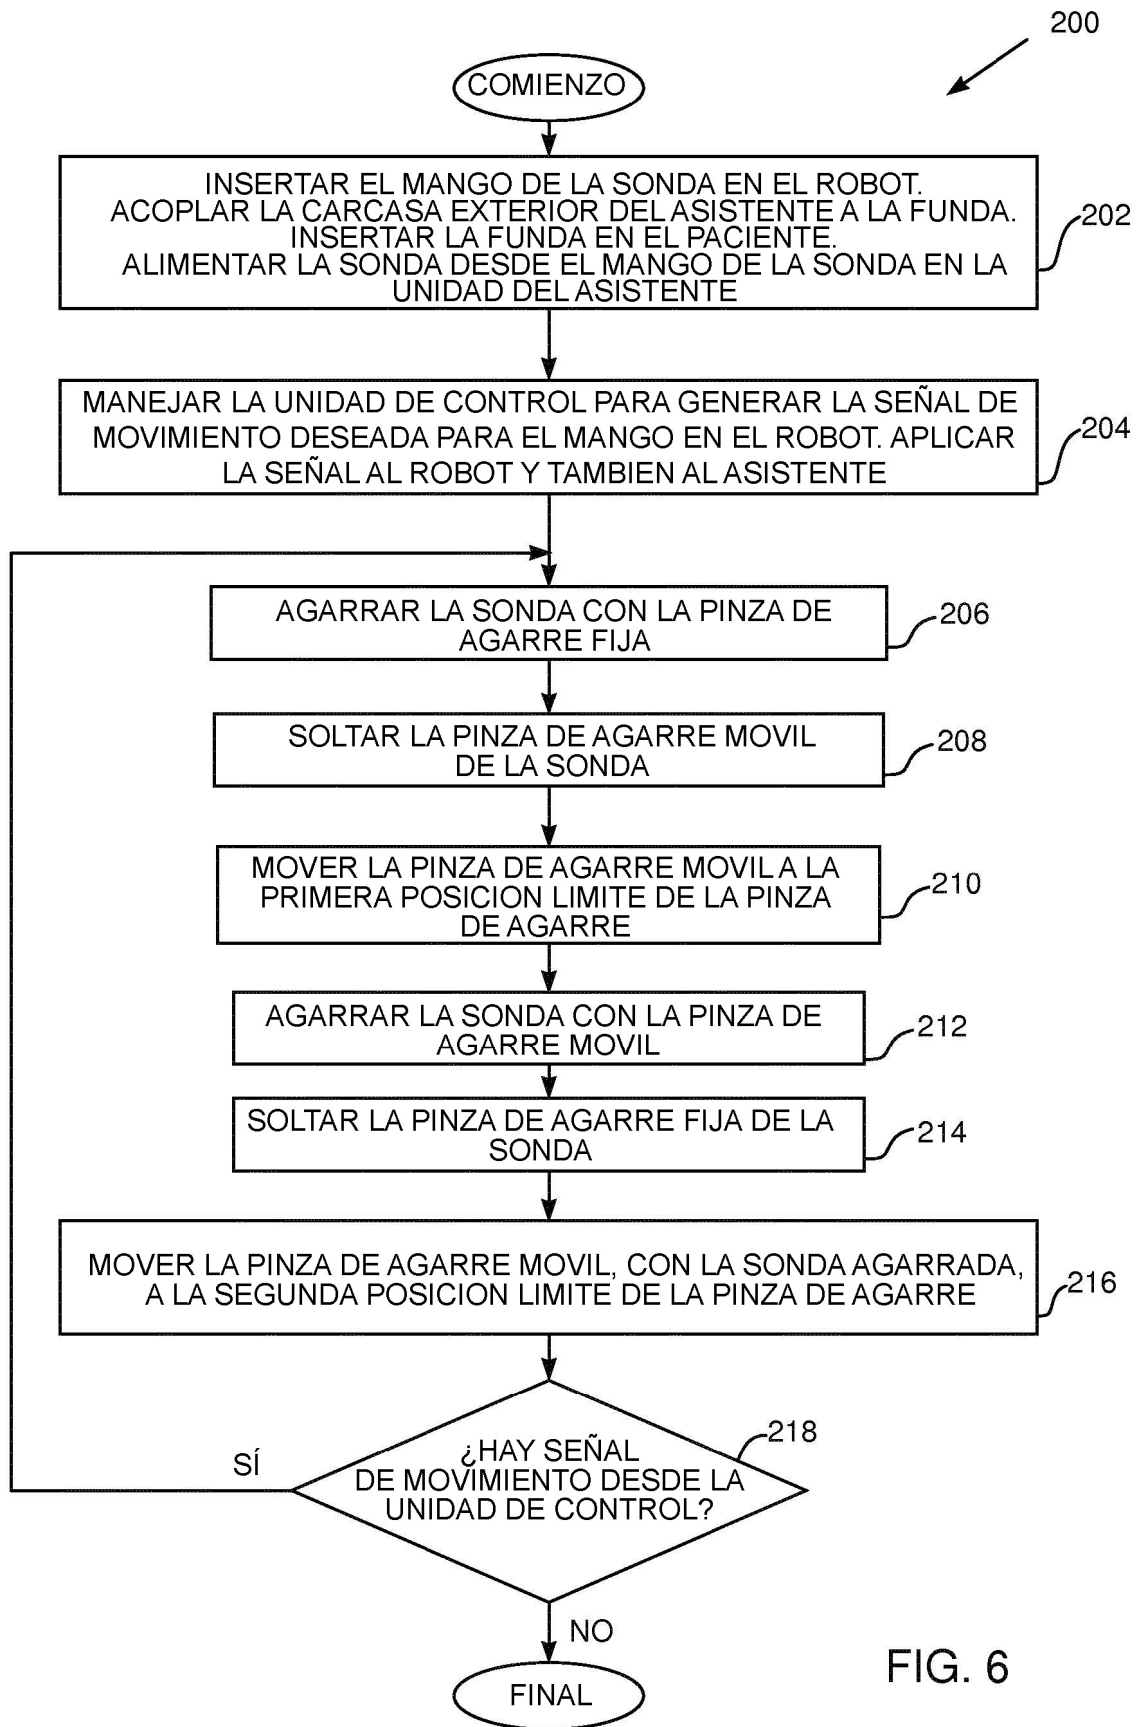 200
COMIENZO
INSERTAR EL MANGO DE LA SONDA EN EL ROBOT.
ACOPLAR LA CARCASA EXTERIOR DEL ASISTENTE A LA FUNDA.
INSERTAR LA FUNDA EN EL PACIENTE.
ALIMENTAR LA SONDA DESDE EL MANGO DE LA SONDA EN LA
UNIDAD DEL ASISTENTE
202
MANEJAR LA UNIDAD DE CONTROL PARA GENERAR LA SEÑAL DE
MOVIMIENTO DESEADA PARA EL MANGO EN EL ROBOT. APLICAR
LA SEÑAL AL ROBOT Y TAMBIEN AL ASISTENTE
204
AGARRAR LA SONDA CON LA PINZA DE
AGARRE FIJA
206
SOLTAR LA PINZA DE AGARRE MOVIL
DE LA SONDA
208
MOVER LA PINZA DE AGARRE MOVIL A LA
PRIMERA POSICION LIMITE DE LA PINZA
DE AGARRE
210
AGARRAR LA SONDA CON LA PINZA DE
AGARRE MOVIL
212
SOLTAR LA PINZA DE AGARRE FIJA DE LA
SONDA
214
MOVER LA PINZA DE AGARRE MOVIL, CON LA SONDA AGARRADA,
A LA SEGUNDA POSICION LIMITE DE LA PINZA DE AGARRE
216
¿HAY SEÑAL
DE MOVIMIENTO DESDE LA
UNIDAD DE CONTROL?
218
SÍ
NO
FINAL
FIG. 6